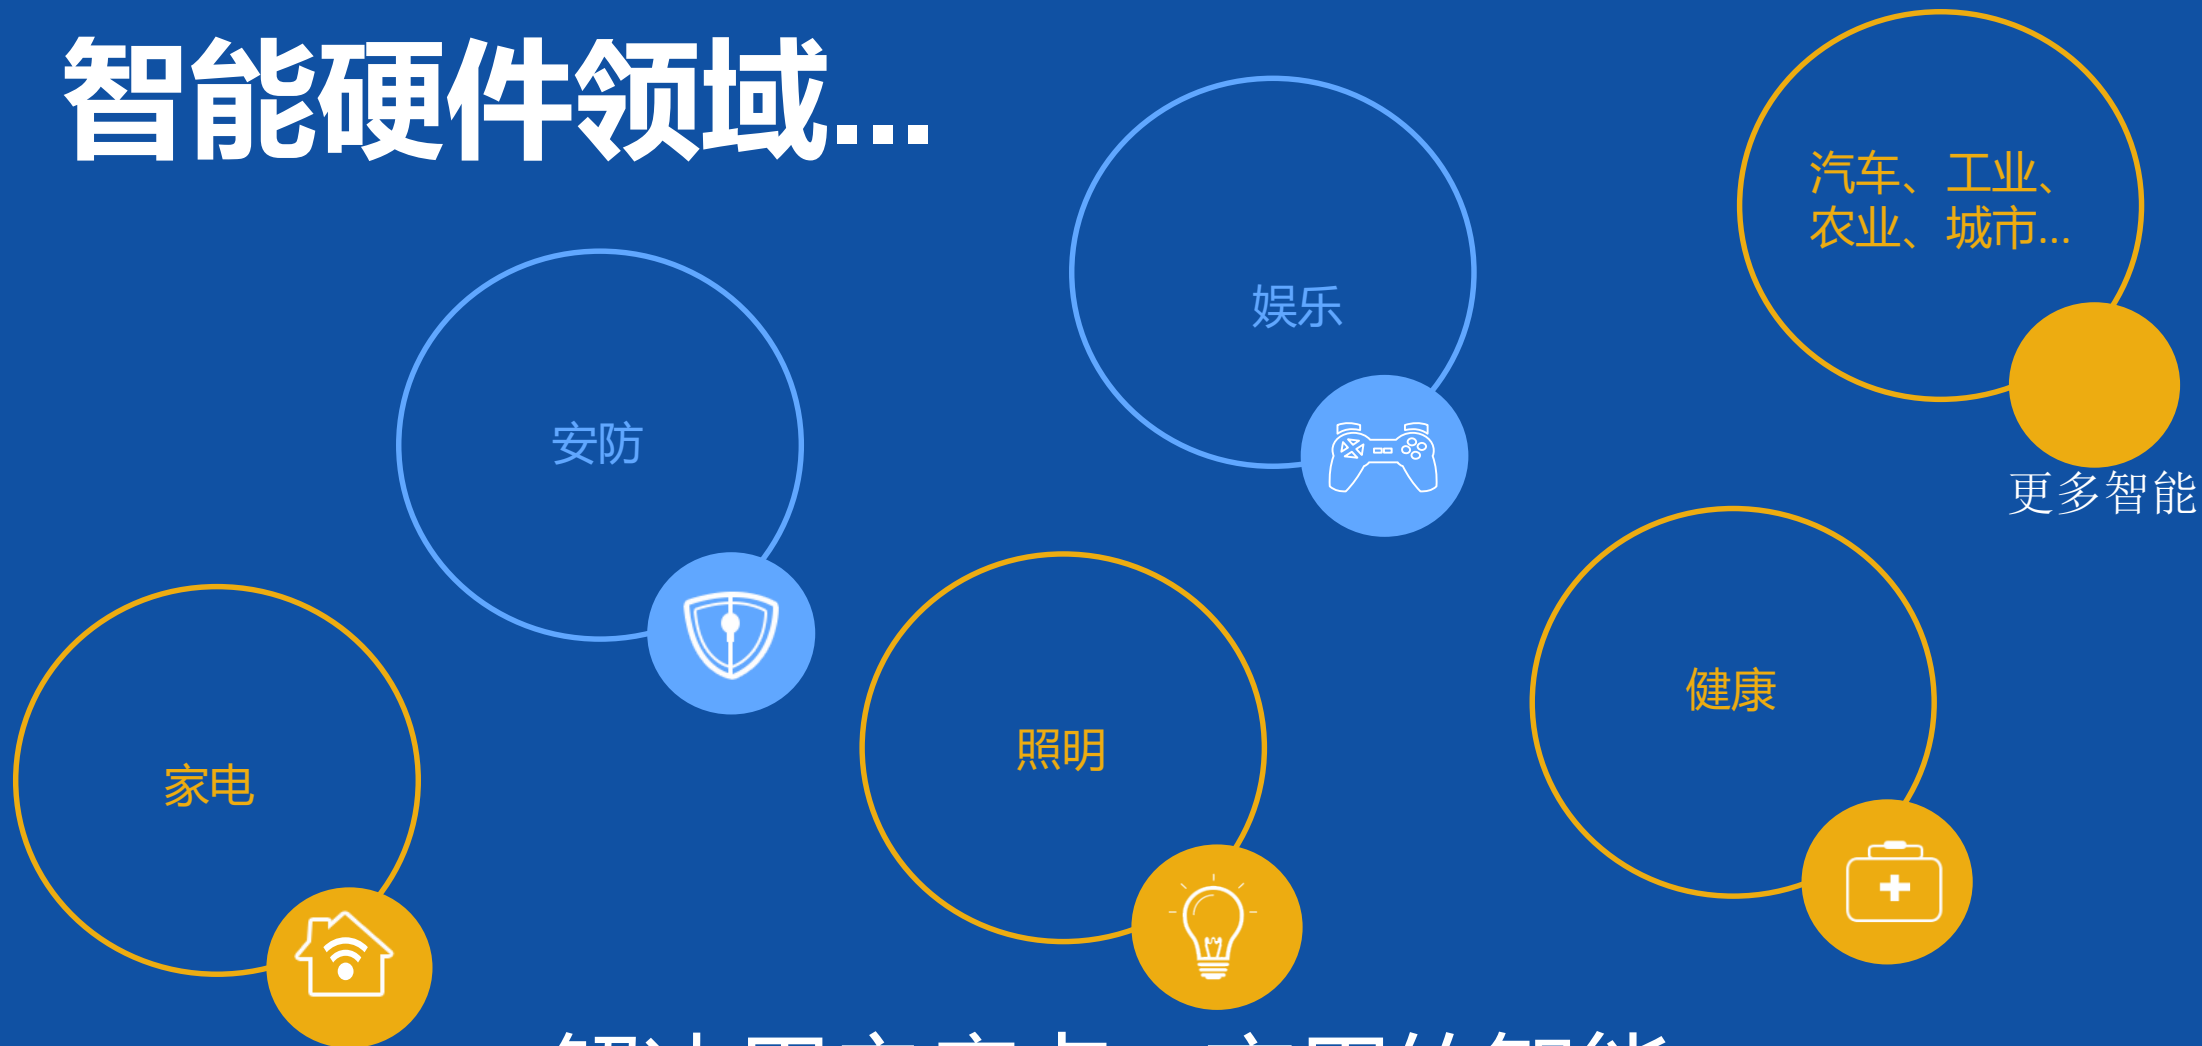 智能硬件领域...
汽车、工业、
农业、城市...
娱乐
安防
更多智能
健康
照明
家电